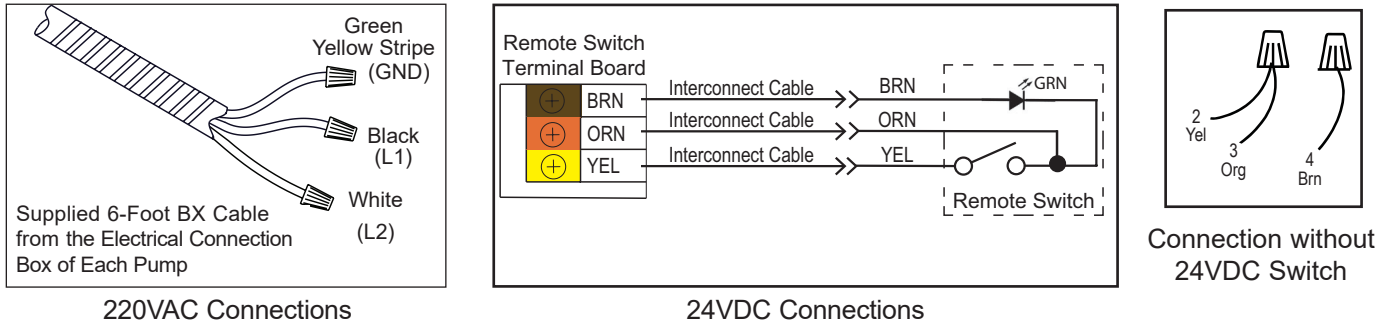 Green
Yellow Stripe
(GND)
Black
(L1)
White
(L2)
Supplied 6-Foot BX Cable
from the Electrical Connection
Box of Each Pump
220VAC Connections
Remote Switch
Terminal Board
BRN
ORN
YEL
Interconnect Cable
BRN
GRN
Interconnect Cable
ORN
Interconnect Cable
YEL
Remote Switch
24VDC Connections
2
Yel
3
Org
4
Brn
Connection without
24VDC Switch